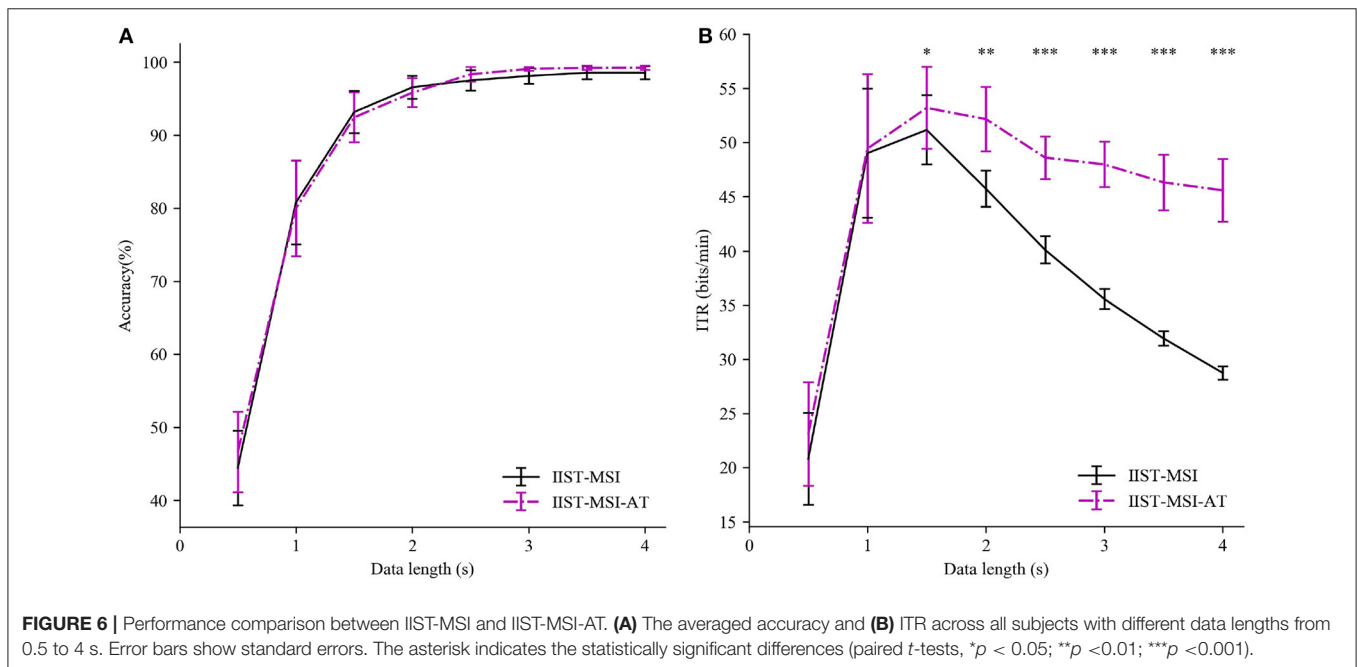 A
100
90
80
70
60
50
40
Accuracy(%)
0
1
2
3
4
Data length (s)
IIST-MSI
IIST-MSI-AT
B
60
55
50
45
40
35
30
25
20
15
ITR (bits/min)
* ** *** *** *** ***
0
1
2
3
4
Data length (s)
IIST-MSI
IIST-MSI-AT
FIGURE 6 | Performance comparison between IIST-MSI and IIST-MSI-AT. (A) The averaged accuracy and (B) ITR across all subjects with different data lengths from
0.5 to 4 s. Error bars show standard errors. The asterisk indicates the statistically significant differences (paired t-tests, *p < 0.05; **p <0.01; ***p <0.001).